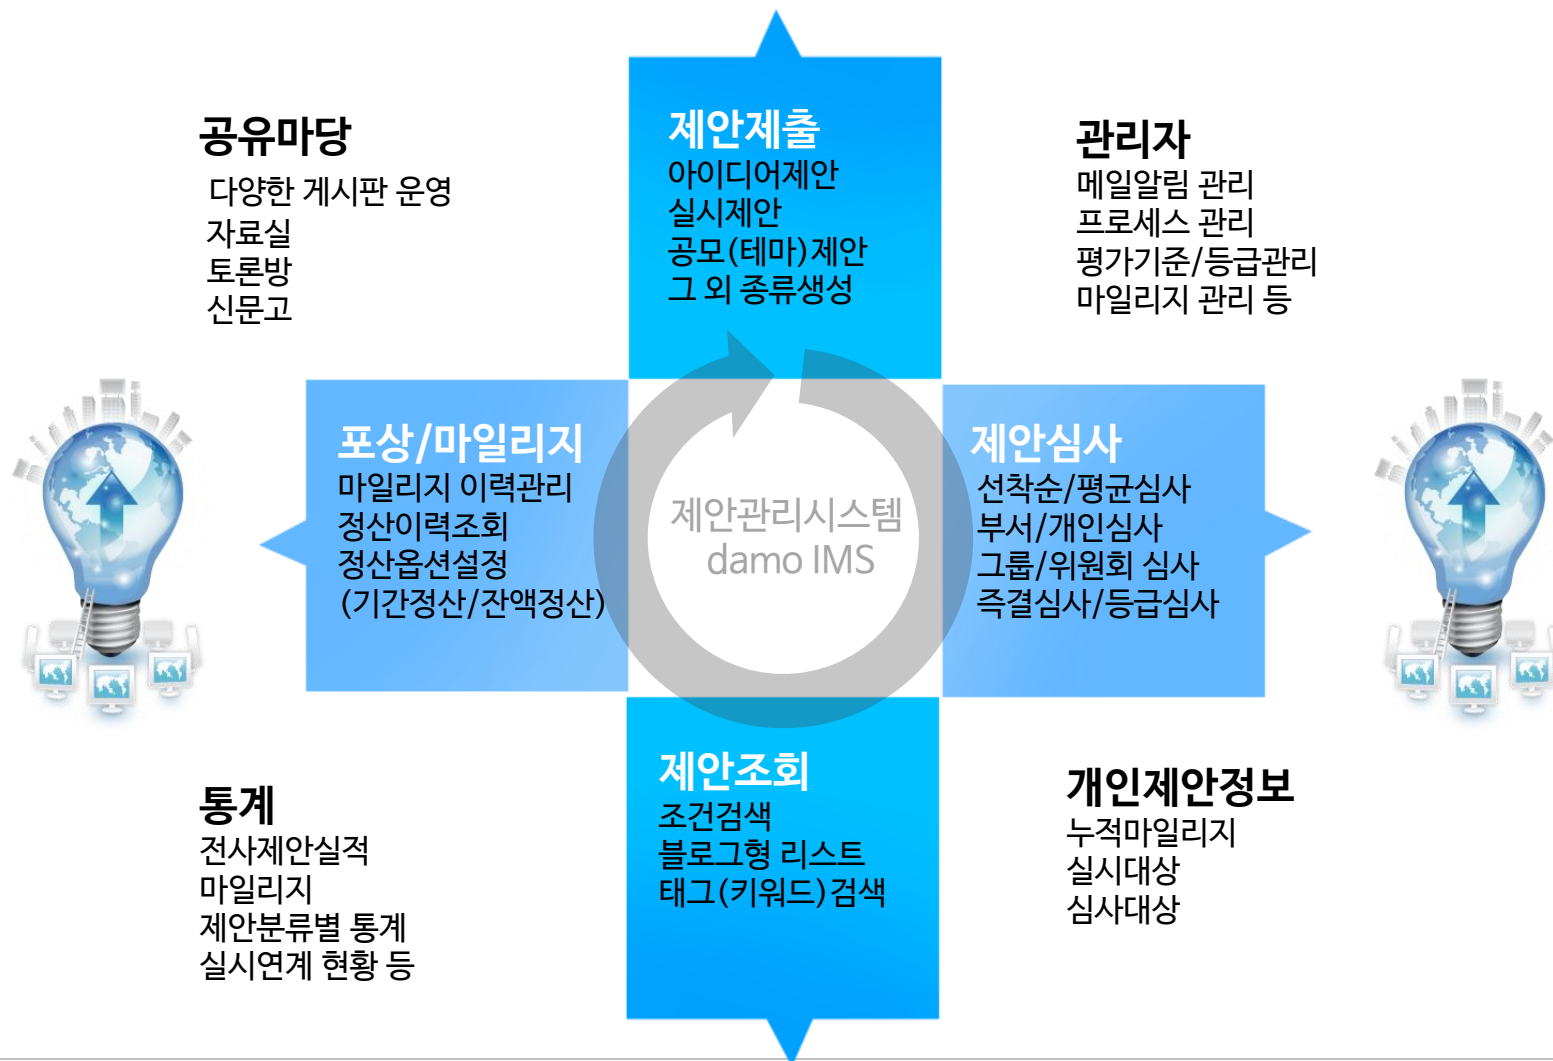 공유마당
다양한 게시판 운영
자료실
토론방
신문고
제안제출
아이디어제안
실시제안
공모(테마)제안
그 외 종류생성
관리자
메일알림 관리
프로세스 관리
평가기준/등급관리
마일리지 관리 등
포상/마일리지
마일리지 이력관리
정산이력조회
정산옵션설정
(기간정산/잔액정산)
제안관리시스템
damo IMS
제안심사
선착순/평균심사
부서/개인심사
그룹/위원회 심사
즉결심사/등급심사
통계
전사제안실적
마일리지
제안분류별 통계
실시연계 현황 등
제안조회
조건검색
블로그형 리스트
태그(키워드)검색
개인제안정보
누적마일리지
실시대상
심사대상